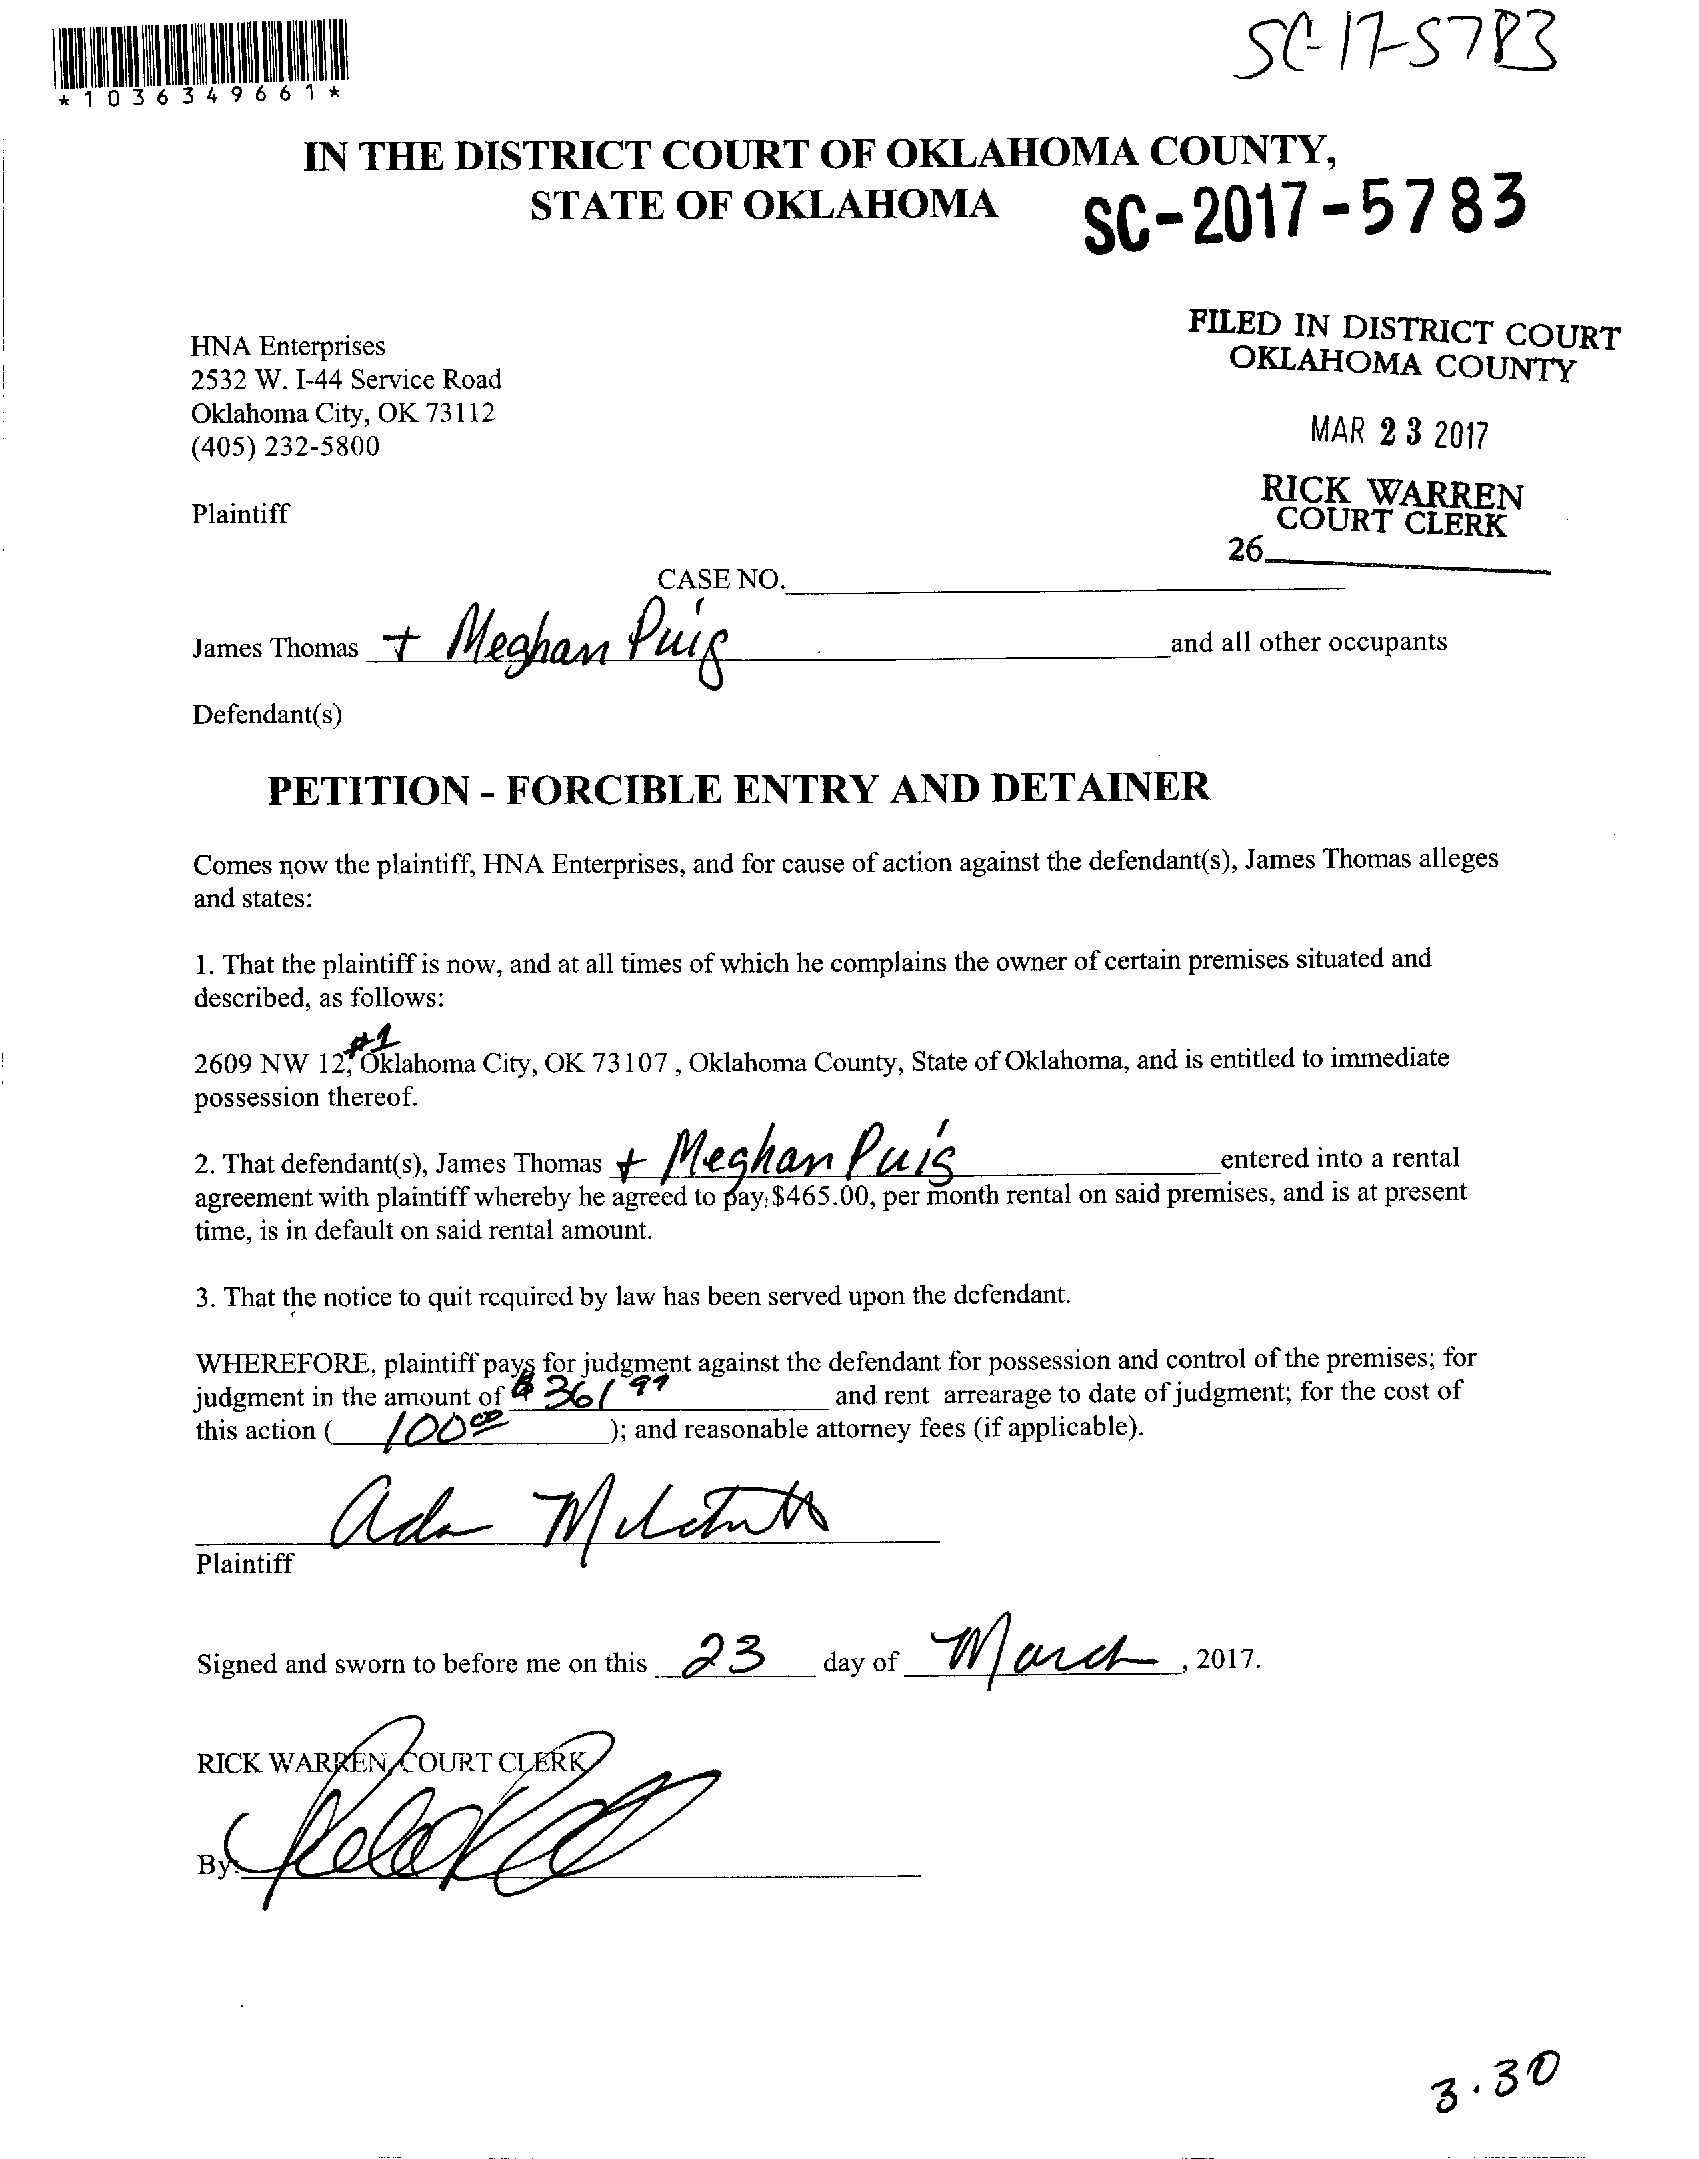 SC-17-5783
*1036349661*
IN THE DISTRICT COURT OF OKLAHOMA COUNTY,
STATE OF OKLAHOMA
SC-2017-5783
FILED IN DISTRICT COURT
OKLAHOMA COUNTY
MAR 23 2017
RICK WARREN
COURT CLERK
26
HNA Enterprises
2532 W. I-44 Service Road
Oklahoma City, OK 73112
(405) 232-5800
Plaintiff
CASE NO.
James Thomas + Meghan Puig and all other occupants
Defendant(s)
PETITION - FORCIBLE ENTRY AND DETAINER
Comes now the plaintiff, HNA Enterprises, and for cause of action against the defendant(s), James Thomas alleges
and states:
1. That the plaintiff is now, and at all times of which he complains the owner of certain premises situated and
described, as follows:
2609 NW 12, #1 Oklahoma City, OK 73107 , Oklahoma County, State of Oklahoma, and is entitled to immediate
possession thereof.
2. That defendant(s), James Thomas + Meghan Puig entered into a rental
agreement with plaintiff whereby he agreed to pay $465.00, per month rental on said premises, and is at present
time, is in default on said rental amount.
3. That the notice to quit required by law has been served upon the defendant.
WHEREFORE, plaintiff pays for judgment against the defendant for possession and control of the premises; for
judgment in the amount of $361 99 and rent arrearage to date of judgment; for the cost of
this action ( 100 00 ); and reasonable attorney fees (if applicable).
Plaintiff
Signed and sworn to before me on this 23 day of March, 2017.
RICK WARREN, COURT CLERK
By:
3.30